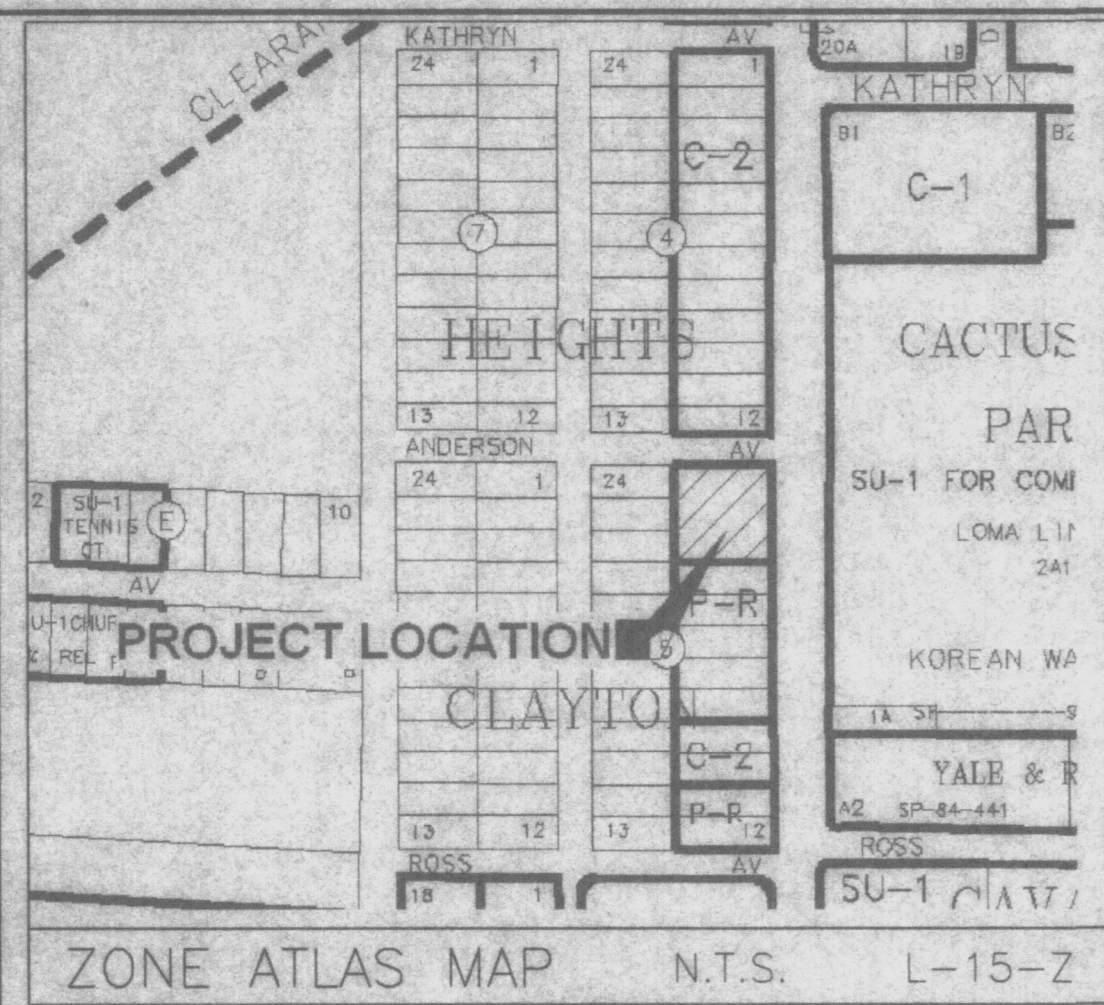 KATHRYN AV
24 1 24 1
20A 1B D
KATHRYN
B1 B2
C-2
C-1
7 4
HEIGHTS
CACTUS
PAR
13 12 13 12
ANDERSON AV
SU-1 FOR COM
24 1 24
2 SU-1 10
TENNIS E
CT
LOMA LIN
2A1
AV
P-R
PROJECT LOCATION 5
REL
KOREAN WA
CLAYTON
1A
C-2
YALE & R
P-R
A2 SP-84-441
13 12 13 12
ROSS AV ROSS
18 1
SU-1
ZONE ATLAS MAP N.T.S. L-15-Z